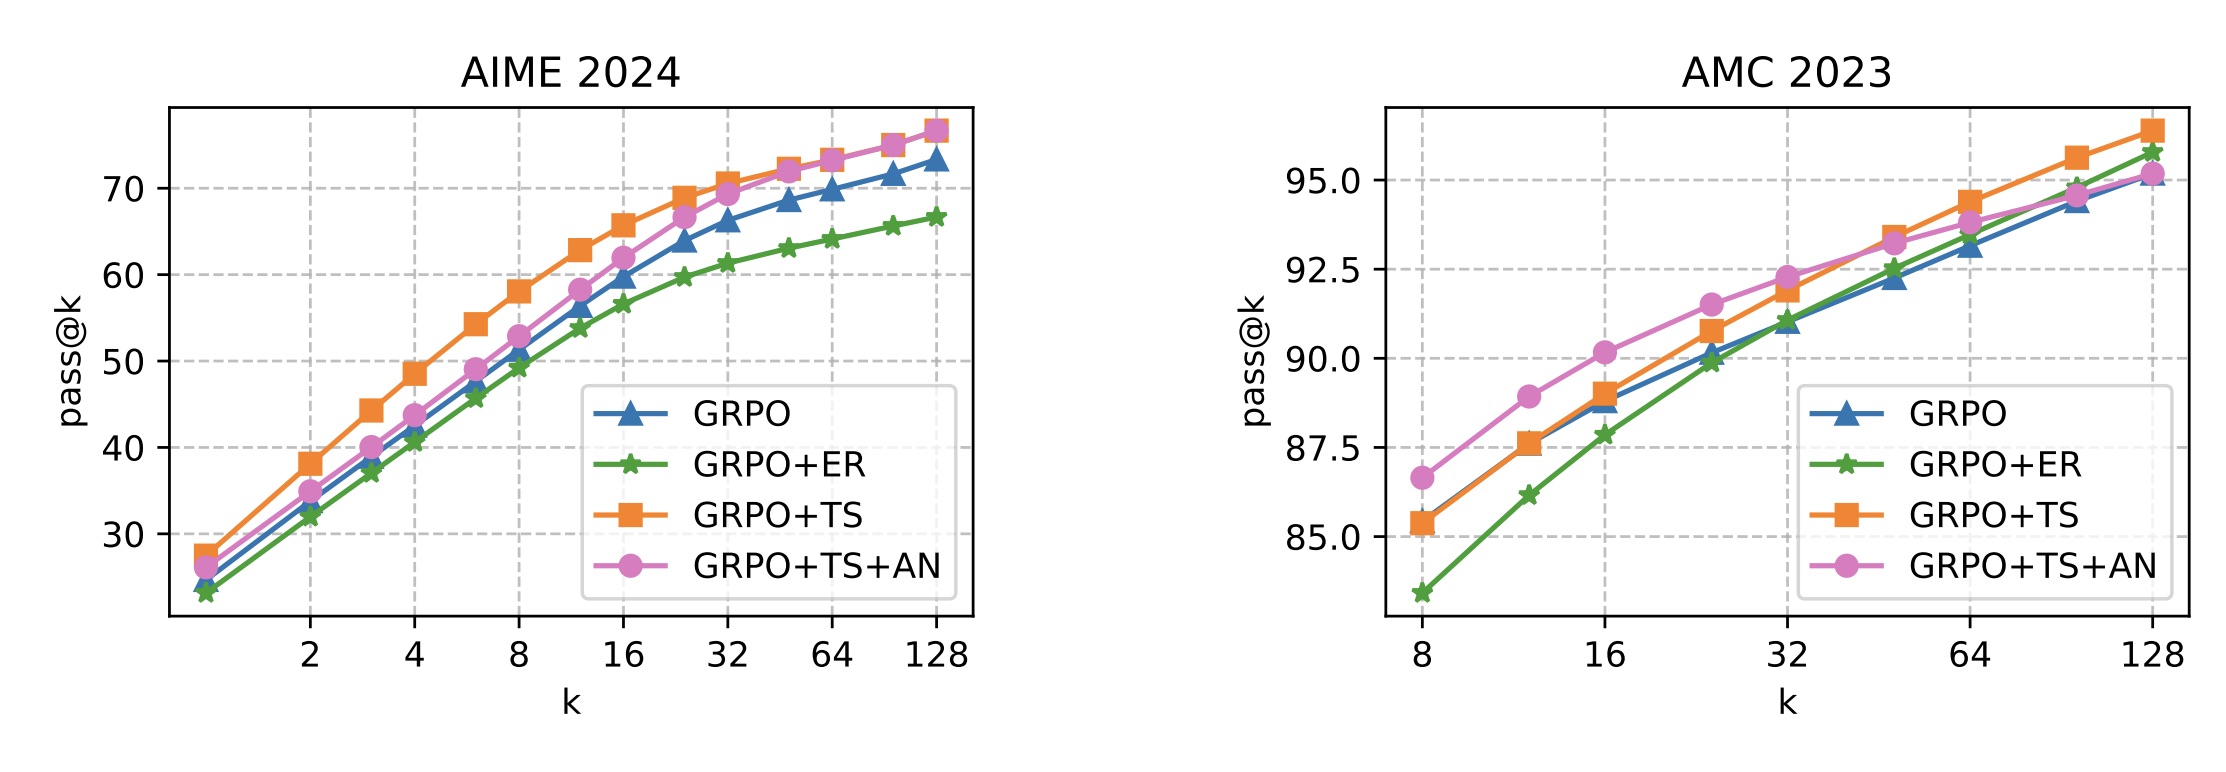 AIME 2024
pass@k
70
60
50
40
30
2 4 8 16 32 64 128
k
GRPO
GRPO+ER
GRPO+TS
GRPO+TS+AN
AMC 2023
pass@k
95.0
92.5
90.0
87.5
85.0
8 16 32 64 128
k
GRPO
GRPO+ER
GRPO+TS
GRPO+TS+AN